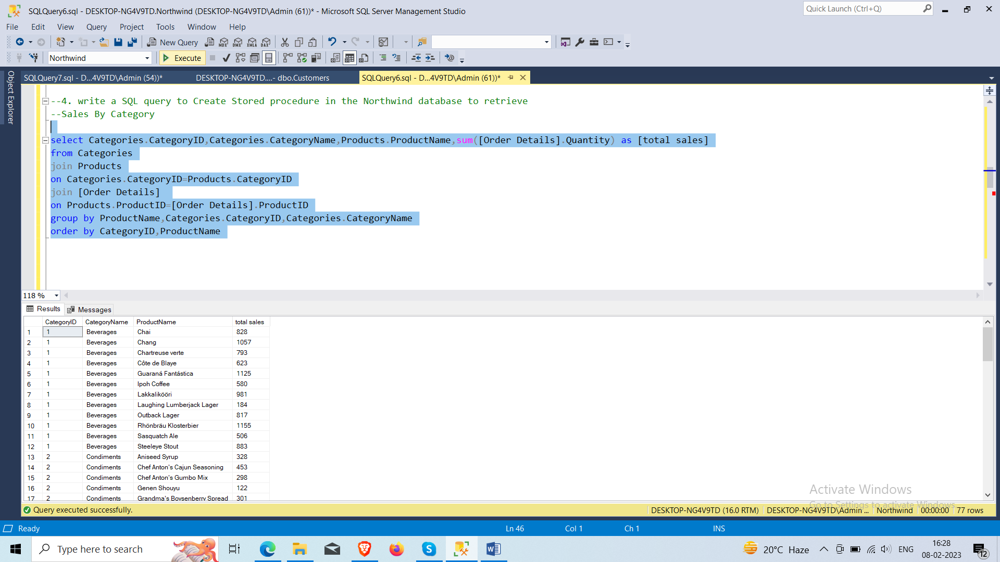 SQLQuery6.sql - DESKTOP-NG4V9TD.Northwind (DESKTOP-NG4V9TD\Admin (61))* - Microsoft SQL Server Management Studio
Quick Launch (Ctrl+Q)
File Edit View Query Project Tools Window Help
New Query MDX DMX XMLA DAX
Northwind Execute
Object Explorer
SQLQuery7.sql - D...4V9TD\Admin (54))* DESKTOP-NG4V9TD....- dbo.Customers SQLQuery6.sql - D...4V9TD\Admin (61))*
--4. write a SQL query to Create Stored procedure in the Northwind database to retrieve
--Sales By Category
select Categories.CategoryID,Categories.CategoryName,Products.ProductName,sum([Order Details].Quantity) as [total sales]
from Categories
join Products
on Categories.CategoryID=Products.CategoryID
join [Order Details]
on Products.ProductID=[Order Details].ProductID
group by ProductName,Categories.CategoryID,Categories.CategoryName
order by CategoryID,ProductName
118 %
Results Messages
CategoryID CategoryName ProductName total sales
1 1 Beverages Chai 828
2 1 Beverages Chang 1057
3 1 Beverages Chartreuse verte 793
4 1 Beverages Côte de Blaye 623
5 1 Beverages Guaraná Fantástica 1125
6 1 Beverages Ipoh Coffee 580
7 1 Beverages Lakkalikööri 981
8 1 Beverages Laughing Lumberjack Lager 184
9 1 Beverages Outback Lager 817
10 1 Beverages Rhönbräu Klosterbier 1155
11 1 Beverages Sasquatch Ale 506
12 1 Beverages Steeleye Stout 883
13 2 Condiments Aniseed Syrup 328
14 2 Condiments Chef Anton's Cajun Seasoning 453
15 2 Condiments Chef Anton's Gumbo Mix 298
16 2 Condiments Genen Shouyu 122
17 2 Condiments Grandma's Boysenberry Spread 301
Activate Windows
Go to Settings to activate Windows.
Query executed successfully. DESKTOP-NG4V9TD (16.0 RTM) DESKTOP-NG4V9TD\Admin ... Northwind 00:00:00 77 rows
Ready Ln 46 Col 1 Ch 1 INS
Type here to search 20°C Haze ENG 16:28
08-02-2023
12